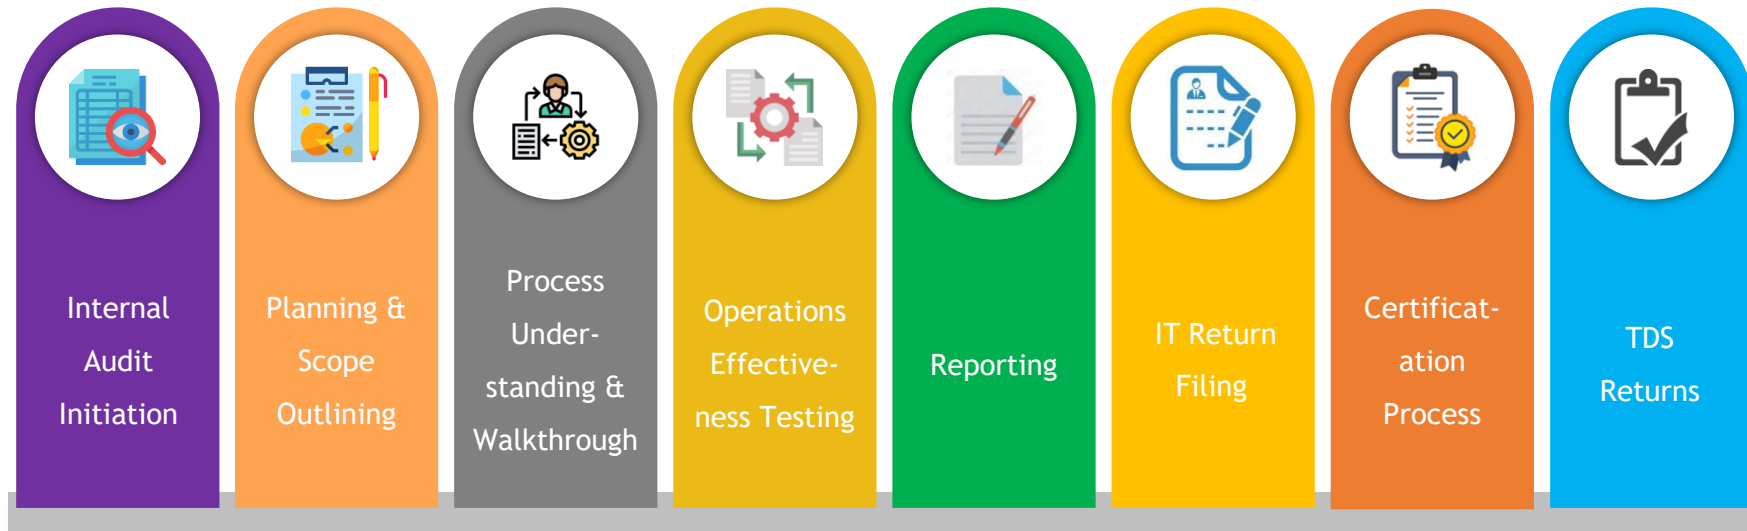 Internal
Audit
Initiation
Planning &
Scope
Outlining
Process
Under-
standing &
Walkthrough
Operations
Effective-
ness Testing
Reporting
IT Return
Filing
Certificat-
ation
Process
TDS
Returns